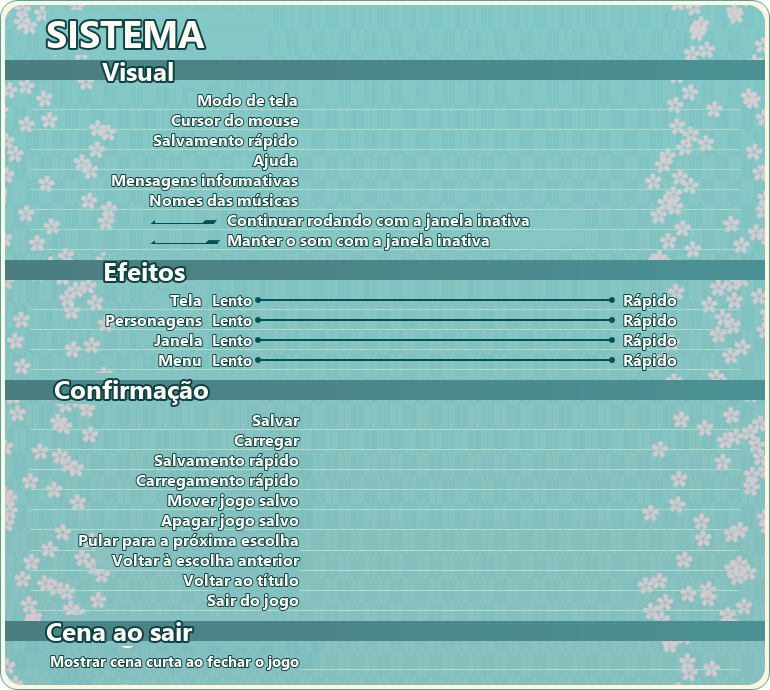 SISTEMA
Visual
Modo de tela
Cursor do mouse
Salvamento rápido
Ajuda
Mensagens informativas
Nomes das músicas
Continuar rodando com a janela inativa
Manter o som com a janela inativa
Efeitos
Tela Lento Rápido
Personagens Lento Rápido
Janela Lento Rápido
Menu Lento Rápido
Confirmação
Salvar
Carregar
Salvamento rápido
Carregamento rápido
Mover jogo salvo
Apagar jogo salvo
Pular para a próxima escolha
Voltar à escolha anterior
Voltar ao título
Sair do jogo
Cena ao sair
Mostrar cena curta ao fechar o jogo